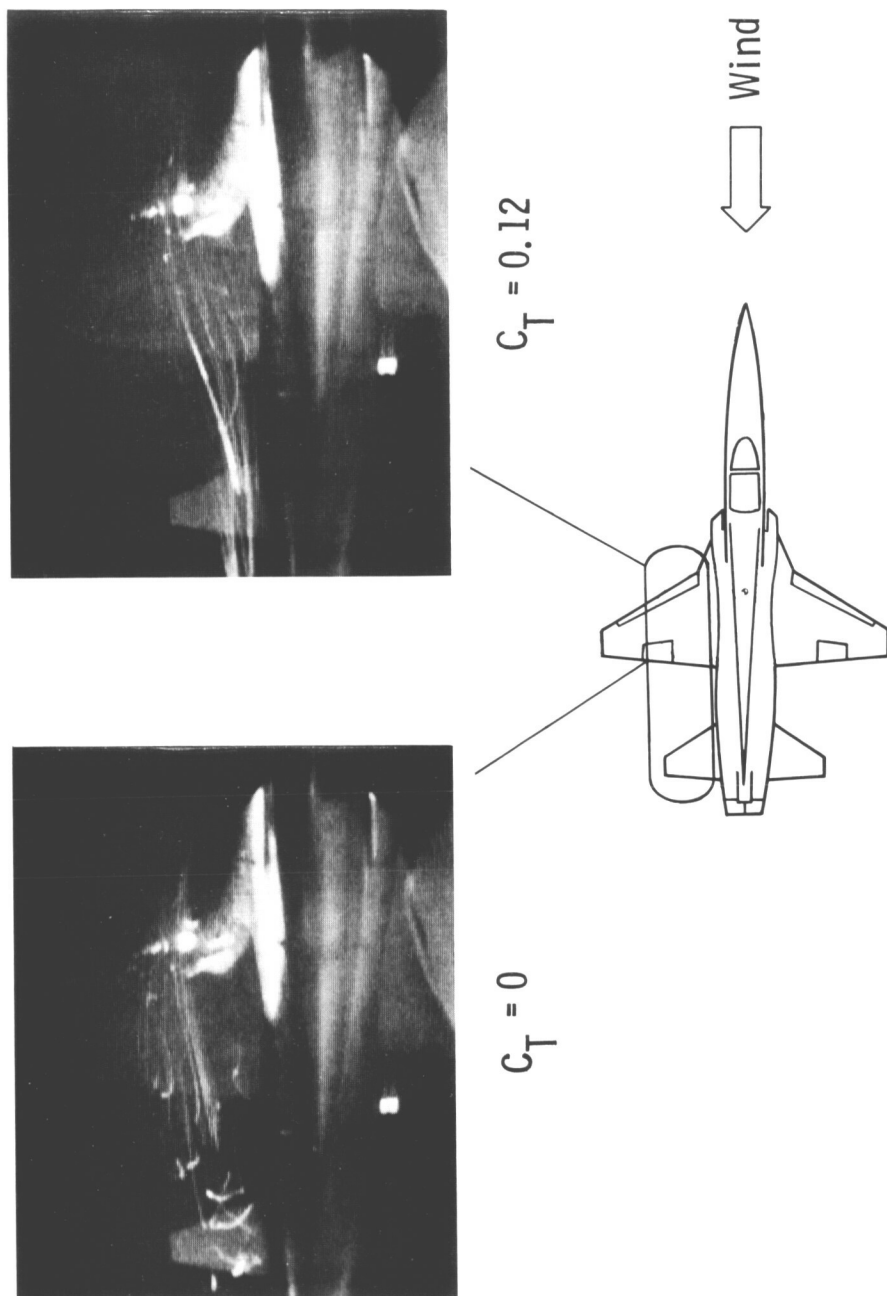 C_T = 0
C_T = 0.12
Wind